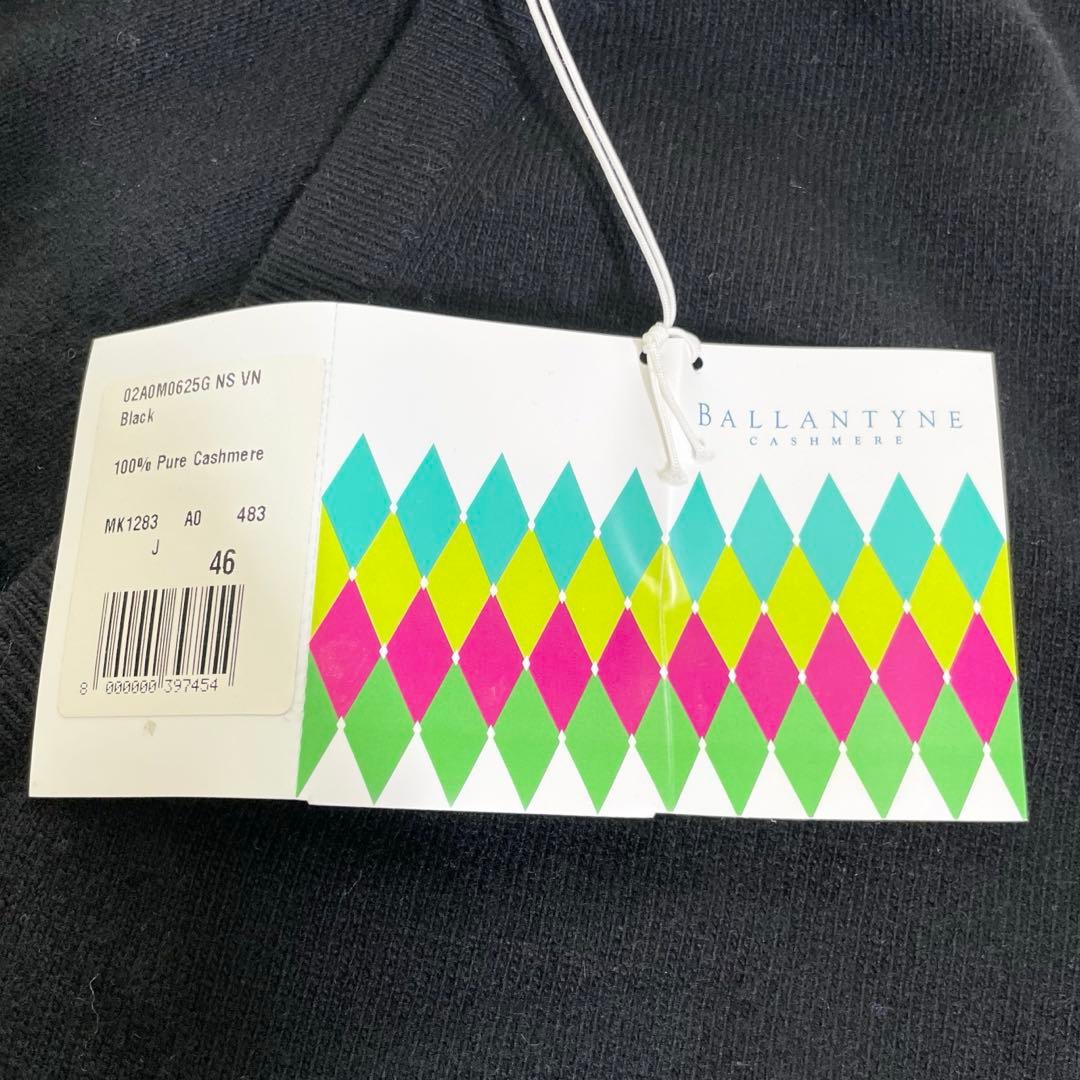 02A0M0625G NS VN
Black
100% Pure Cashmere
MK1283 A0 483
J
46
8 000000 397454
BALLANTYNE
CASHMERE